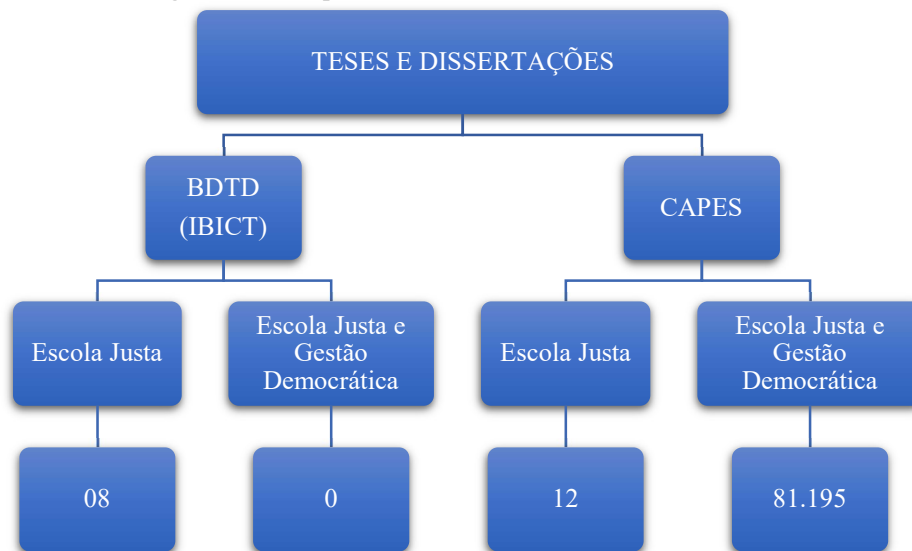 TESES E DISSERTAÇÕES
BDTD
(IBICT)
CAPES
Escola Justa
Escola Justa e
Gestão
Democrática
Escola Justa
Escola Justa e
Gestão
Democrática
08
0
12
81.195